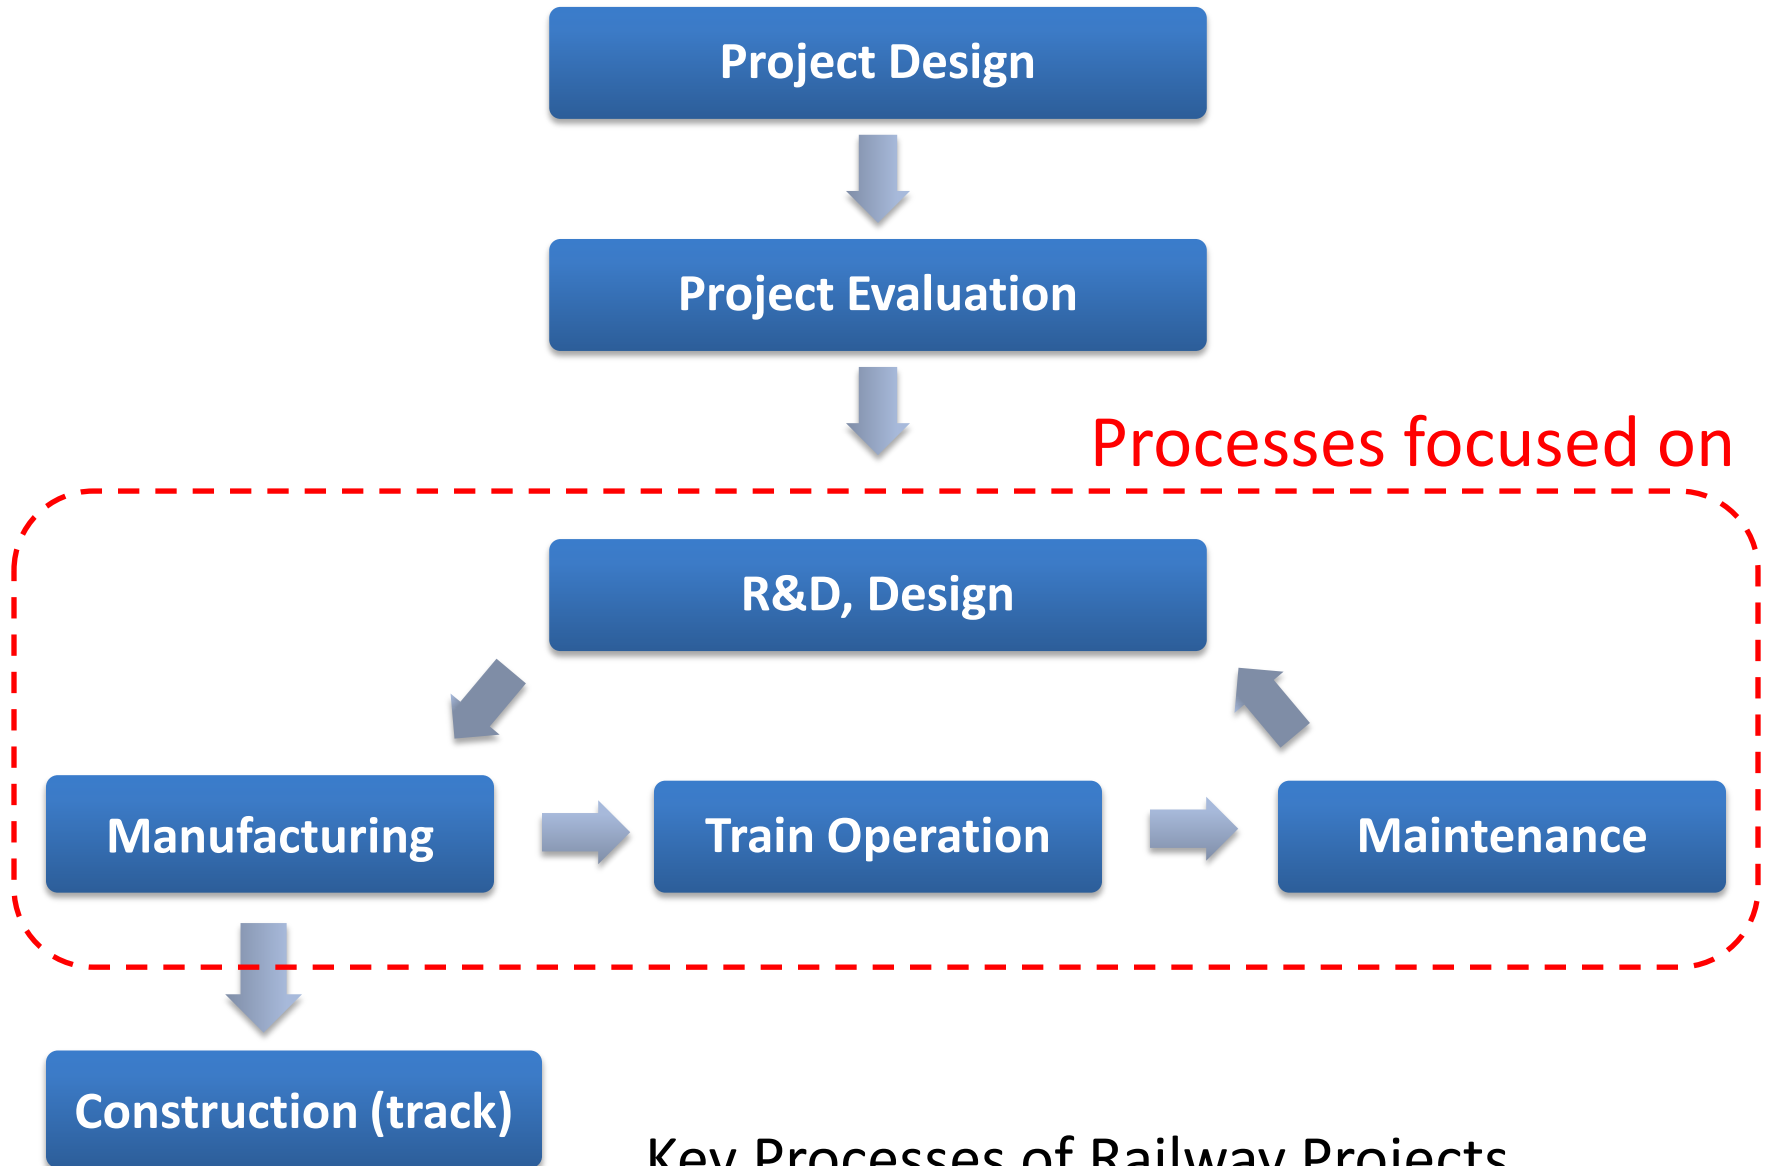 Project Design
Project Evaluation
Processes focused on
R&D, Design
Manufacturing
Train Operation
Maintenance
Construction (track)
Key Processes of Railway Projects